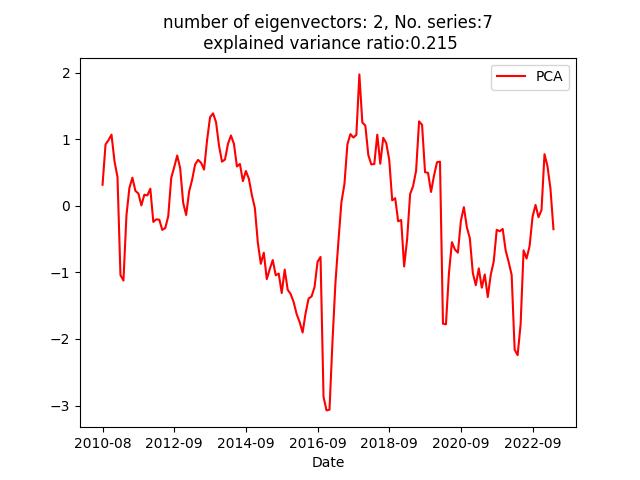 number of eigenvectors: 2, No. series:7
explained variance ratio:0.215
PCA
2
1
0
−1
−2
−3
2010-08 2012-09 2014-09 2016-09 2018-09 2020-09 2022-09
Date